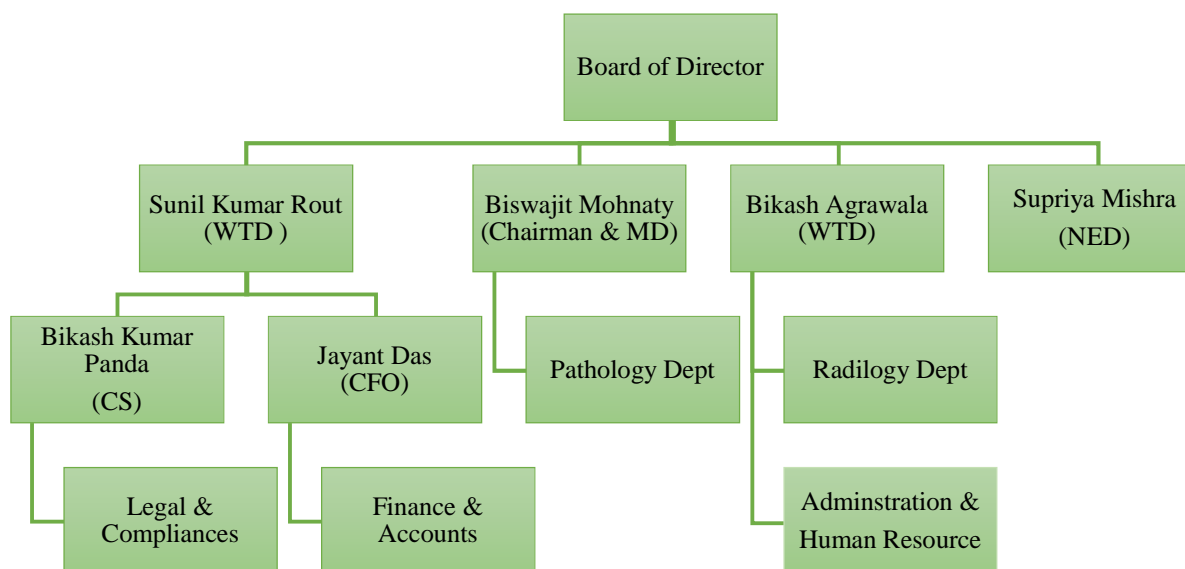 Board of Director
Sunil Kumar Rout
(WTD )
Biswajit Mohnaty
(Chairman & MD)
Bikash Agrawala
(WTD)
Supriya Mishra
(NED)
Bikash Kumar
Panda
(CS)
Jayant Das
(CFO)
Pathology Dept
Radilogy Dept
Legal &
Compliances
Finance &
Accounts
Adminstration &
Human Resource